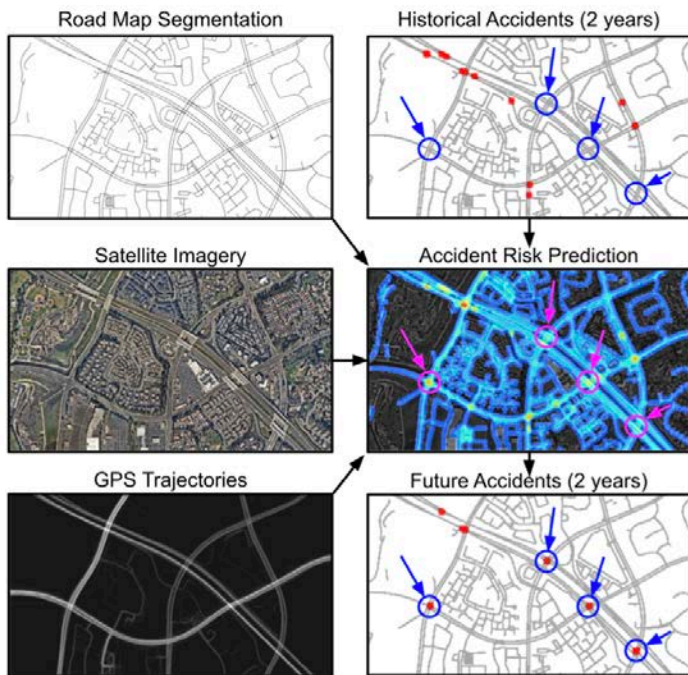 Road Map Segmentation
Historical Accidents (2 years)
Satellite Imagery
Accident Risk Prediction
GPS Trajectories
Future Accidents (2 years)